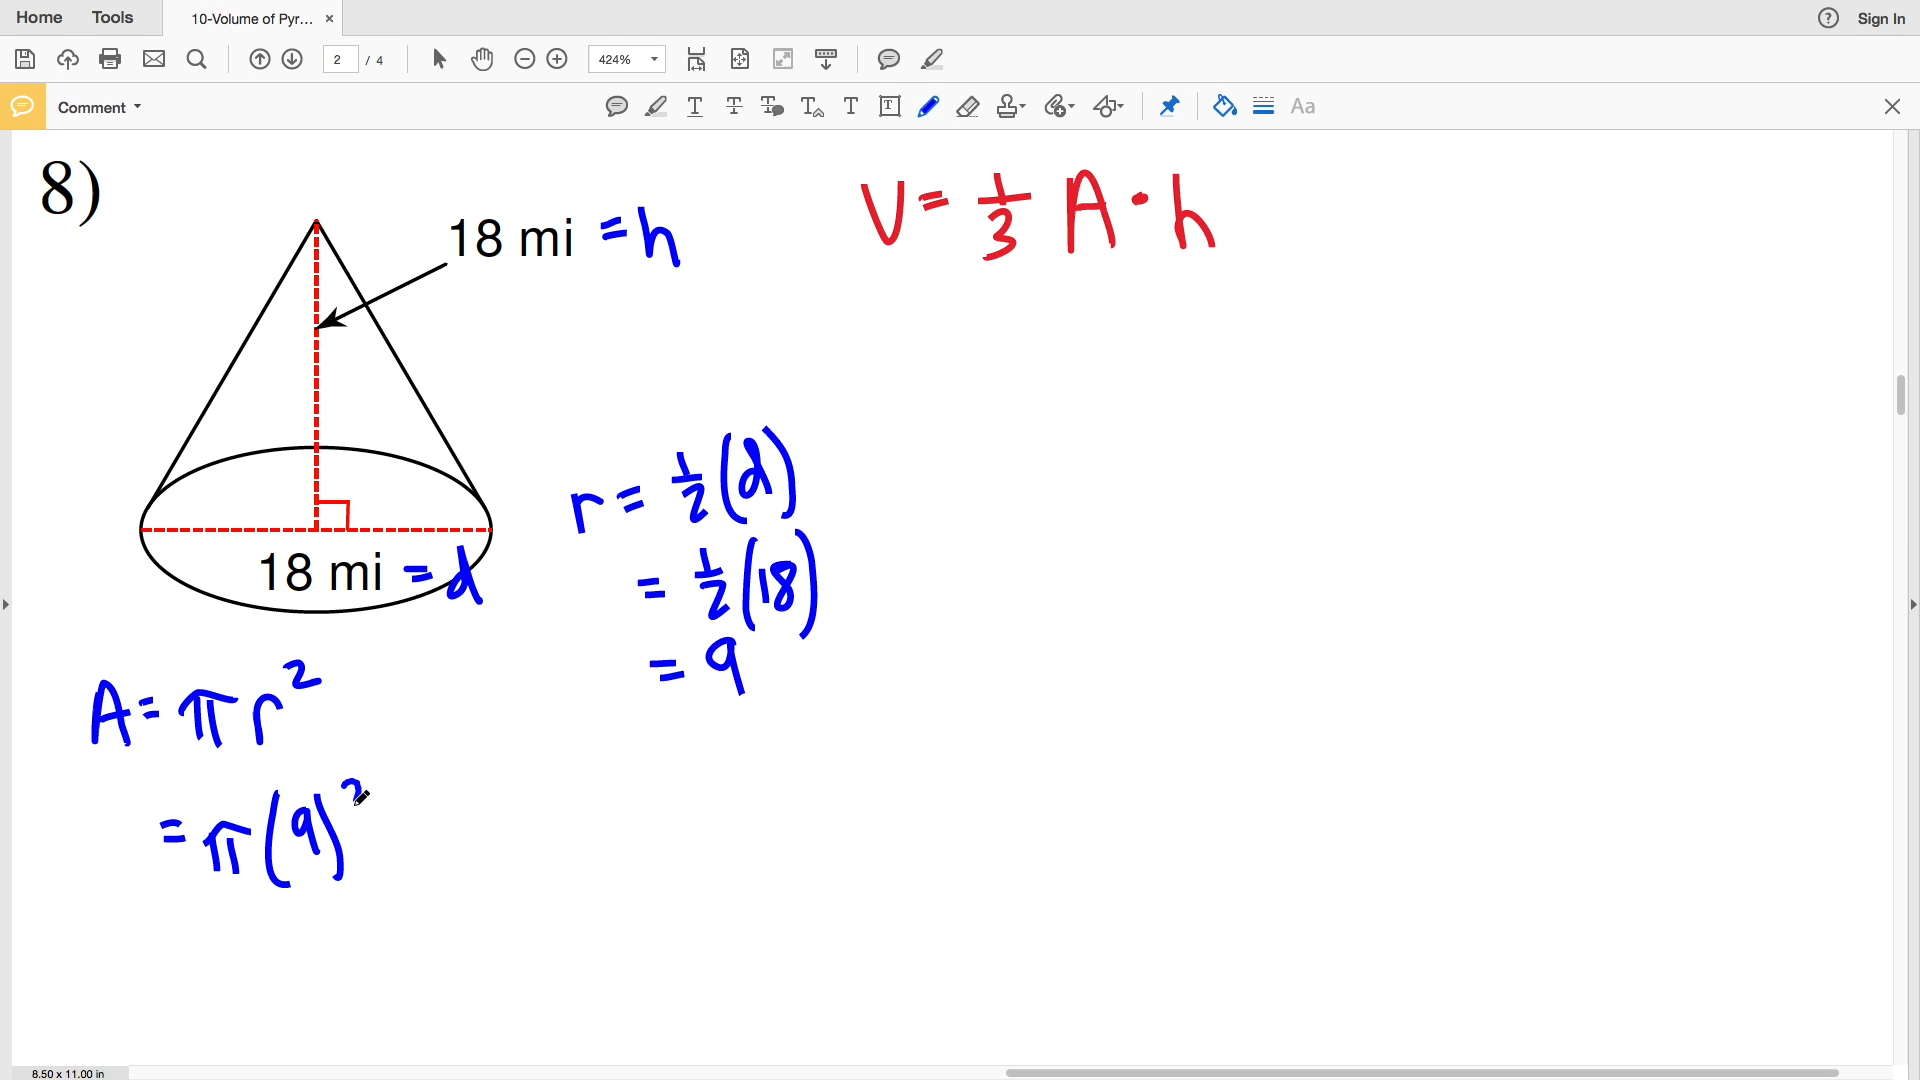 Home Tools 10-Volume of Pyr... × ? Sign In
2 / 4 424%
Comment T T T T T T Aa
8)
18 mi = h
V = 1/3 A · h
r = 1/2 (d)
18 mi = d
= 1/2 (18)
= 9
A = π r²
= π (9)²
8.50 x 11.00 in